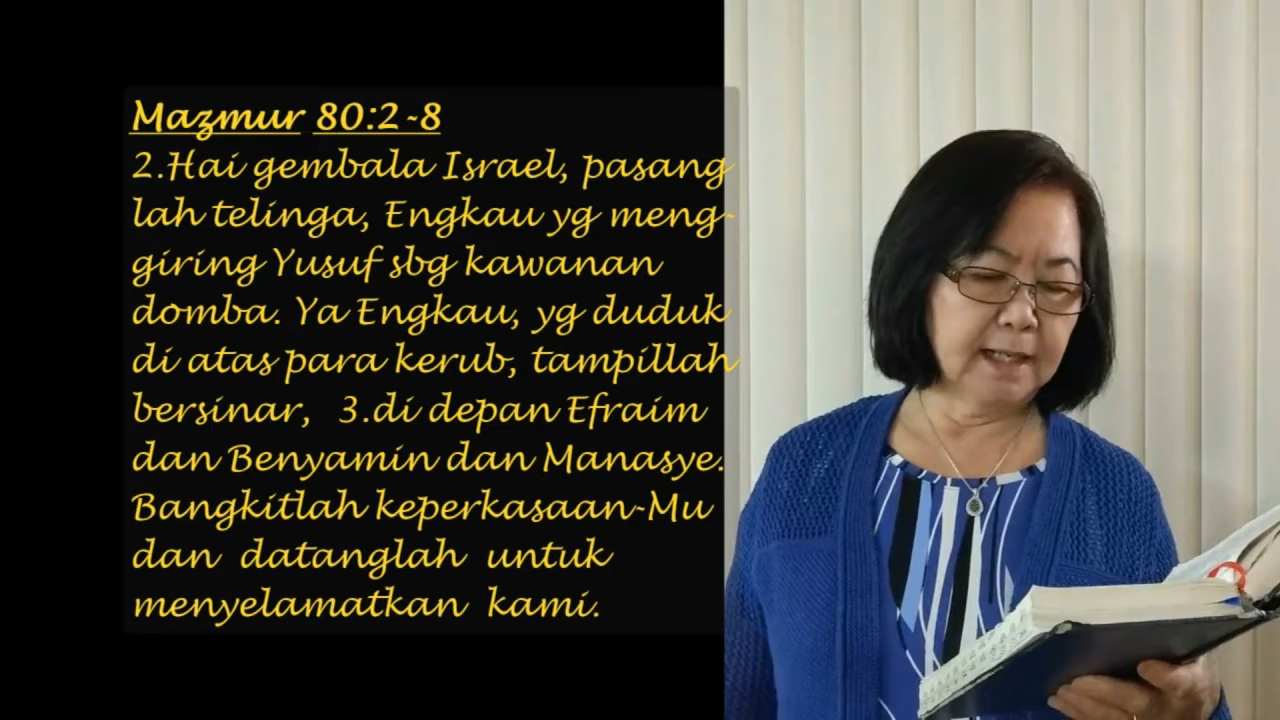 Mazmur 80:2-8
2.Hai gembala Israel, pasang
lah telinga, Engkau yg meng-
giring Yusuf sbg kawanan
domba. Ya Engkau, yg duduk
di atas para kerub, tampillah
bersinar, 3.di depan Efraim
dan Benyamin dan Manasye.
Bangkitlah keperkasaan-Mu
dan datanglah untuk
menyelamatkan kami.